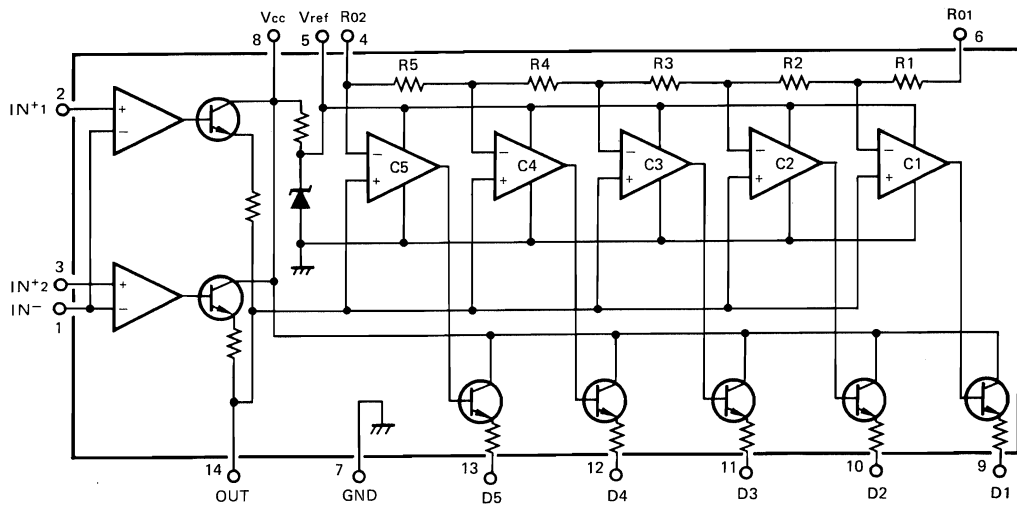 Vcc Vref R02 R01
8 5 4 6
R5 R4 R3 R2 R1
2
IN+1
+
−
− − − − −
C5 C4 C3 C2 C1
+ + + + +
3
IN+2
+
IN−
−
1
14 7 13 12 11 10 9
OUT GND D5 D4 D3 D2 D1